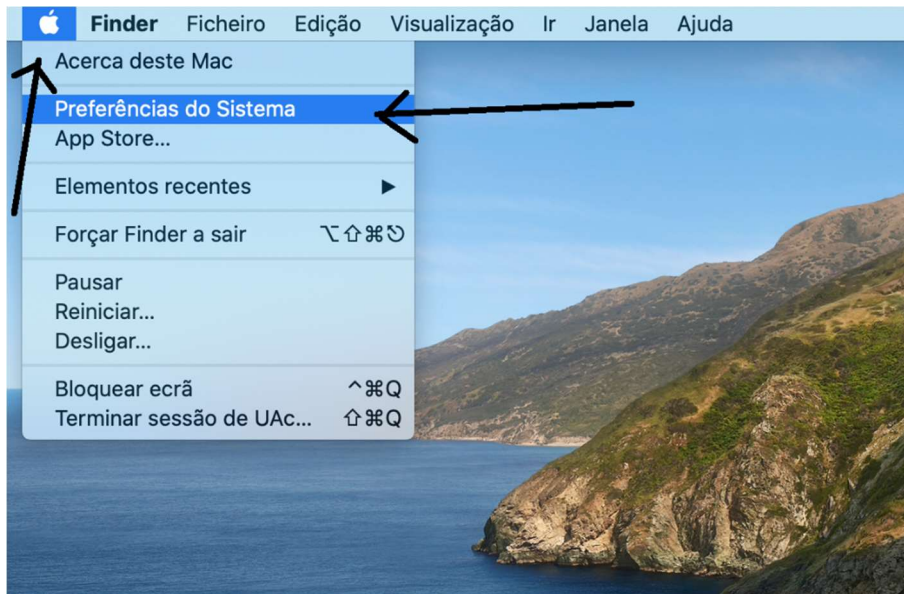 Finder Ficheiro Edição Visualização Ir Janela Ajuda
Acerca deste Mac
Preferências do Sistema
App Store...
Elementos recentes ▶
Forçar Finder a sair ⌥⇧⌘⎋
Pausar
Reiniciar...
Desligar...
Bloquear ecrã ^⌘Q
Terminar sessão de UAc... ⇧⌘Q